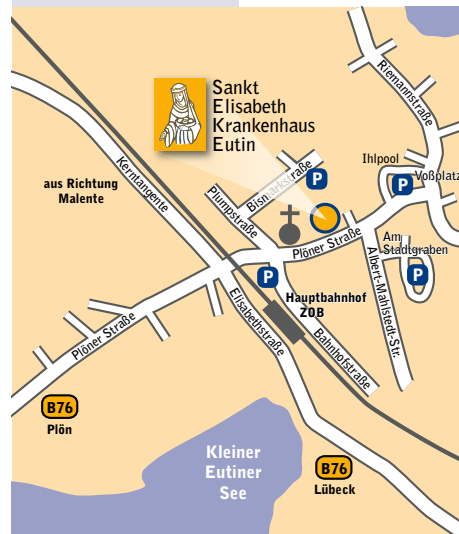 Riemannstraße
Sankt
Elisabeth
Krankenhaus
Eutin
Ihlpool
Voßplatz
P
P
Bismarkstraße
aus Richtung
Malente
Kerntangente
Plumpstraße
Plöner Straße
Am
Stadtgraben
P
P
Albert-Mahlstedt-Str.
Hauptbahnhof
ZOB
Elisabethstraße
Bahnhofstraße
Plöner Straße
B76
Plön
Kleiner
Eutiner
See
B76
Lübeck